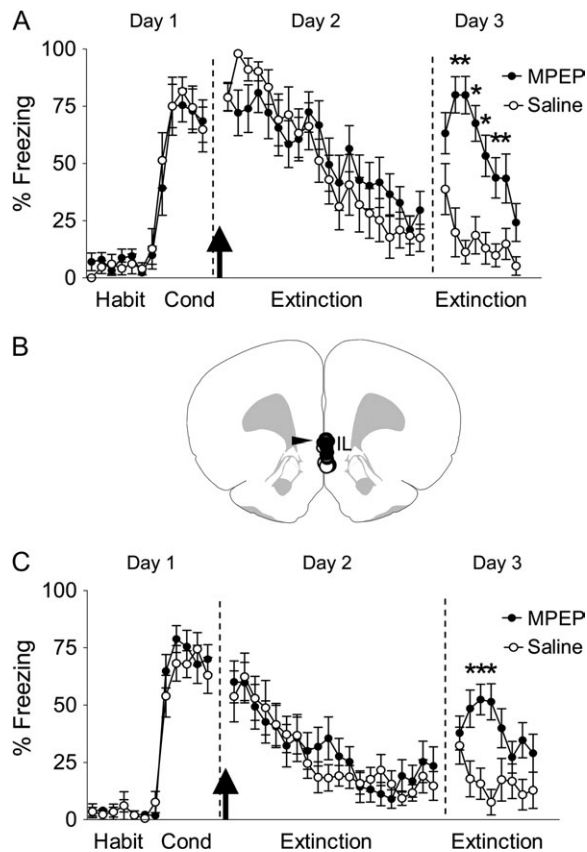 A
Day 1 Day 2 Day 3
% Freezing
100
75
50
25
0
** * * **
MPEP
Saline
Habit Cond Extinction Extinction
B
IL
C
Day 1 Day 2 Day 3
% Freezing
100
75
50
25
0
***
MPEP
Saline
Habit Cond Extinction Extinction